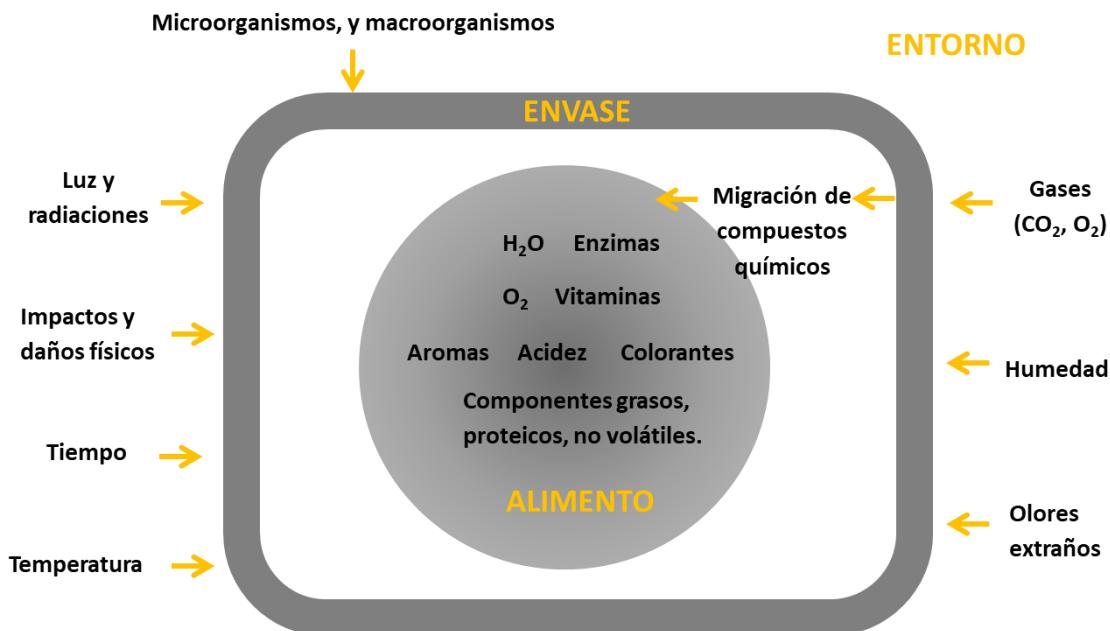 Microorganismos, y macroorganismos
ENTORNO
ENVASE
Luz y
radiaciones
Migración de
compuestos
químicos
Gases
(CO₂, O₂)
H₂O Enzimas
O₂ Vitaminas
Impactos y
daños físicos
Aromas Acidez Colorantes
Humedad
Componentes grasos,
proteicos, no volátiles.
Tiempo
ALIMENTO
Olores
extraños
Temperatura